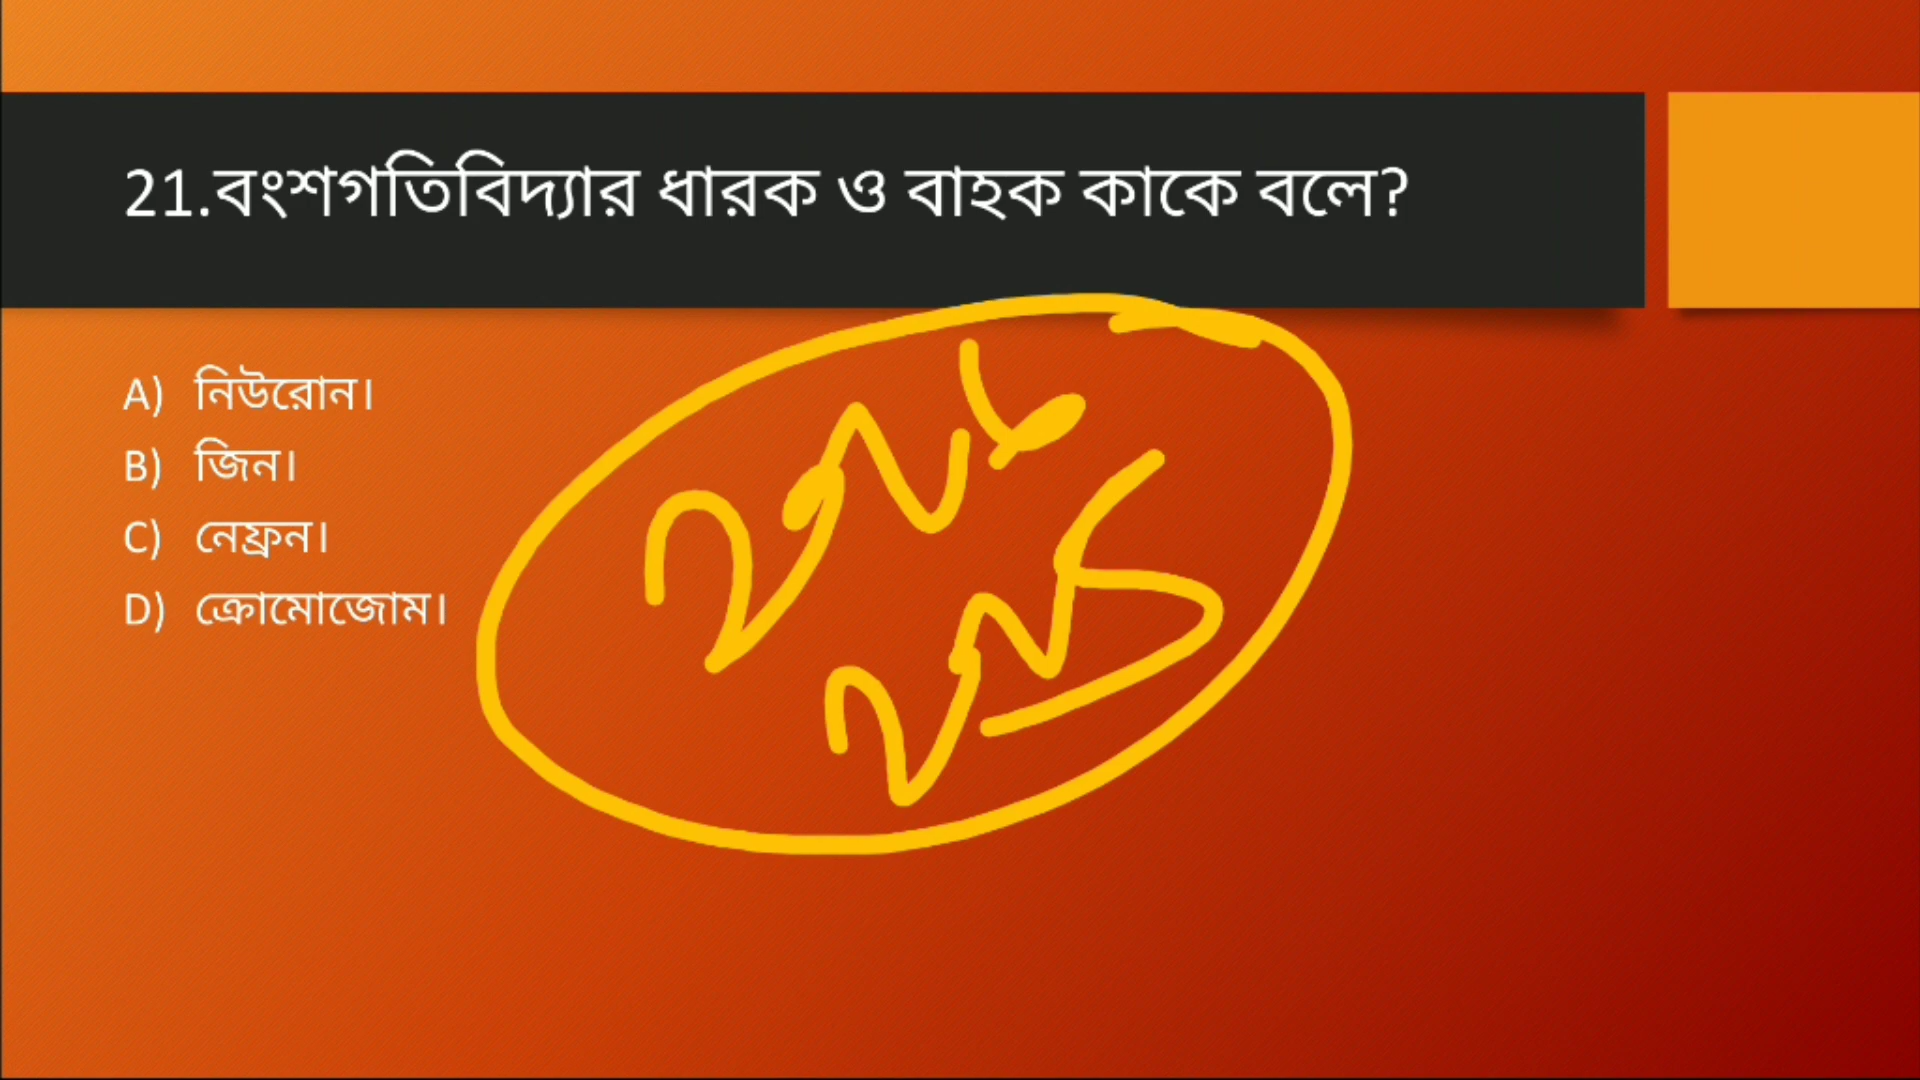 21.বংশগতিবিদ্যার ধারক ও বাহক কাকে বলে?
A) নিউরোন।
B) জিন।
C) নেফ্রন।
D) ক্রোমোজোম।